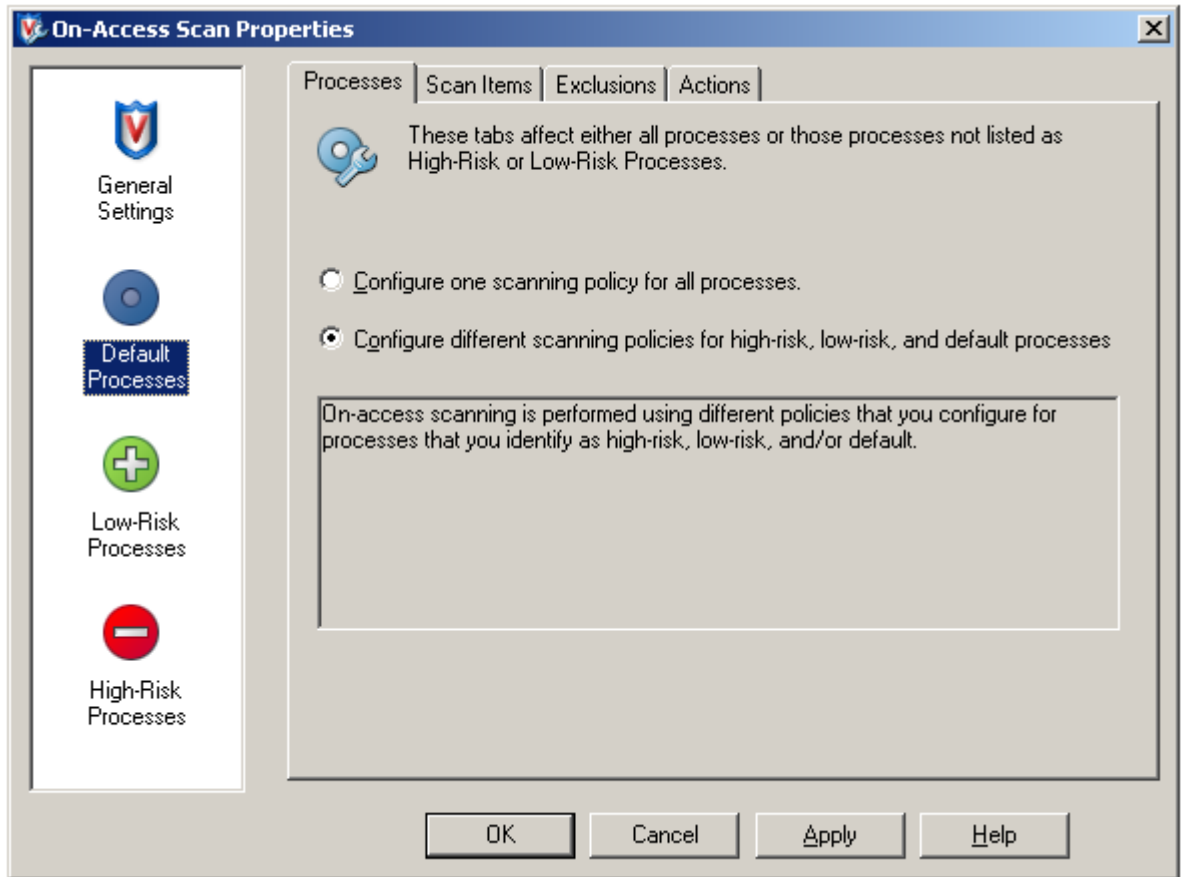 On-Access Scan Properties
General
Settings
Default
Processes
Low-Risk
Processes
High-Risk
Processes
Processes
Scan Items
Exclusions
Actions
These tabs affect either all processes or those processes not listed as
High-Risk or Low-Risk Processes.
Configure one scanning policy for all processes.
Configure different scanning policies for high-risk, low-risk, and default processes
On-access scanning is performed using different policies that you configure for
processes that you identify as high-risk, low-risk, and/or default.
OK
Cancel
Apply
Help